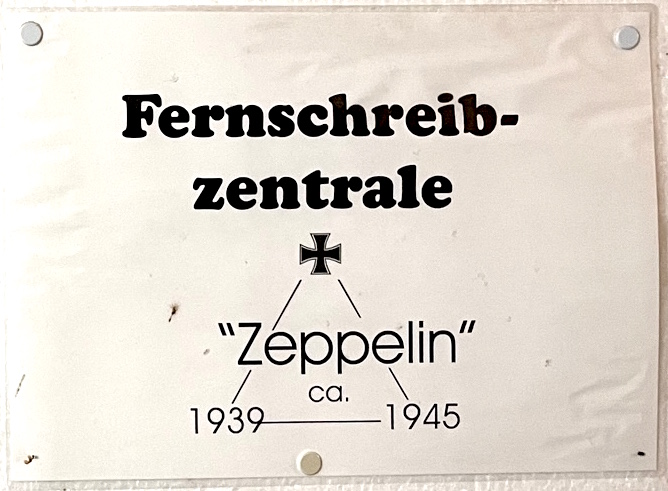 Fernschreib-
zentrale
"Zeppelin"
ca.
1939 1945